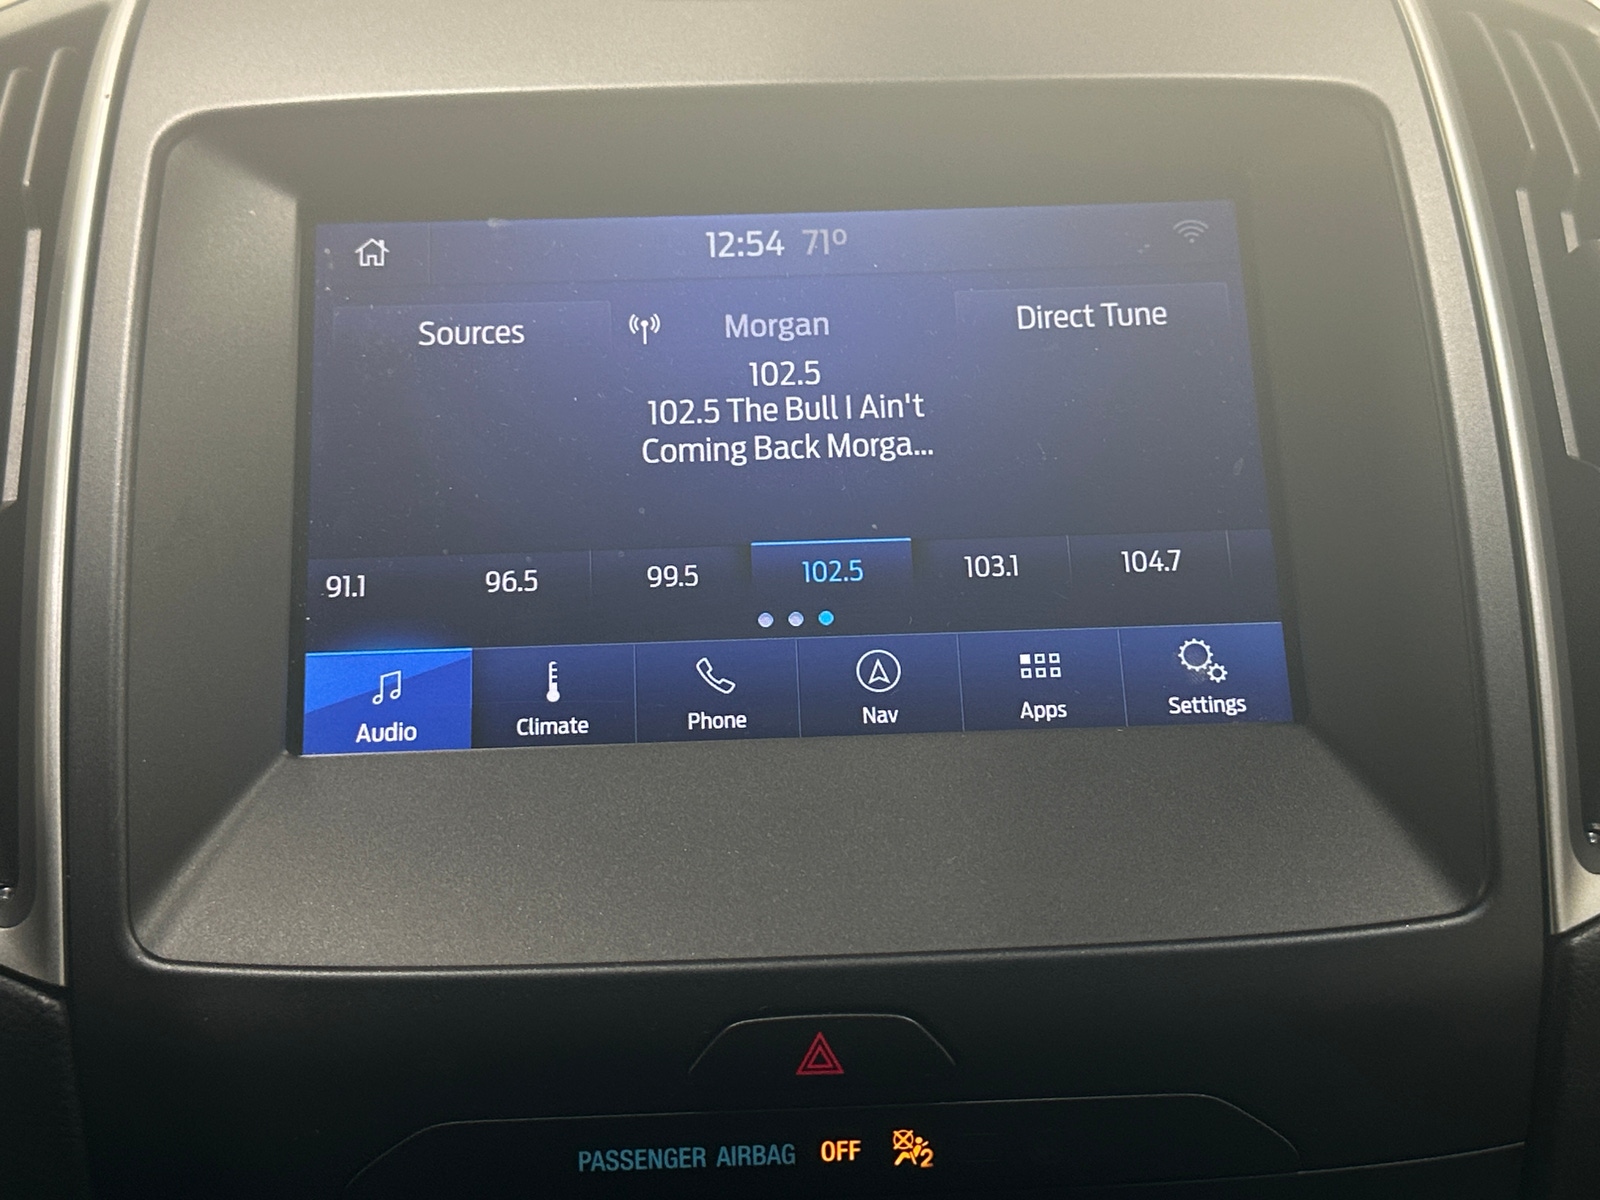 12:54 71°
Sources
Morgan
Direct Tune
102.5
102.5 The Bull I Ain't
Coming Back Morga...
91.1 96.5 99.5 102.5 103.1 104.7
Audio Climate Phone Nav Apps Settings
PASSENGER AIRBAG OFF 2